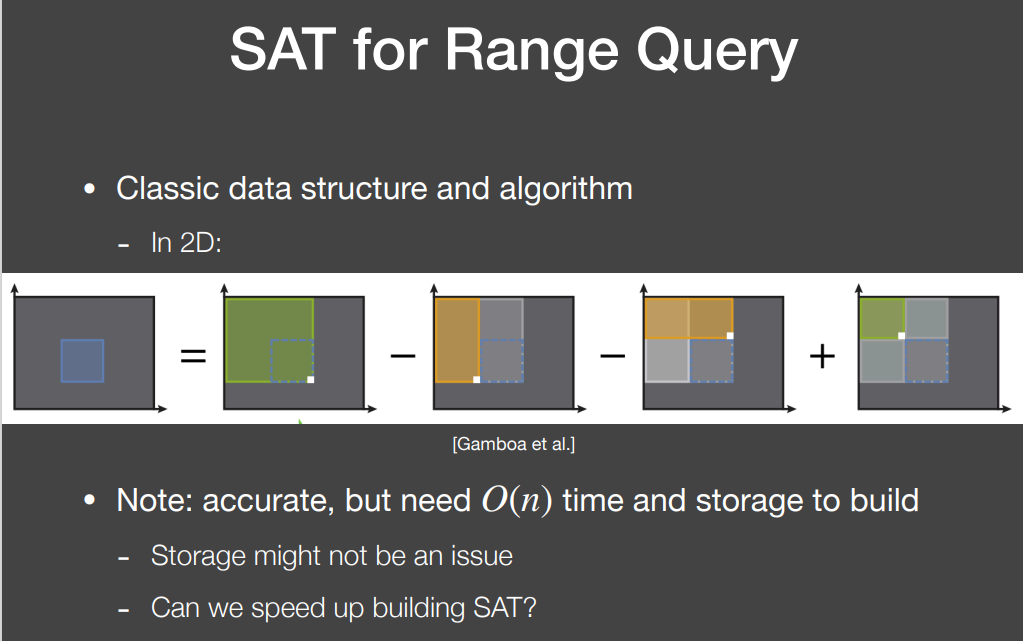 SAT for Range Query
• Classic data structure and algorithm
- In 2D:
= − − +
[Gamboa et al.]
• Note: accurate, but need O(n) time and storage to build
- Storage might not be an issue
- Can we speed up building SAT?